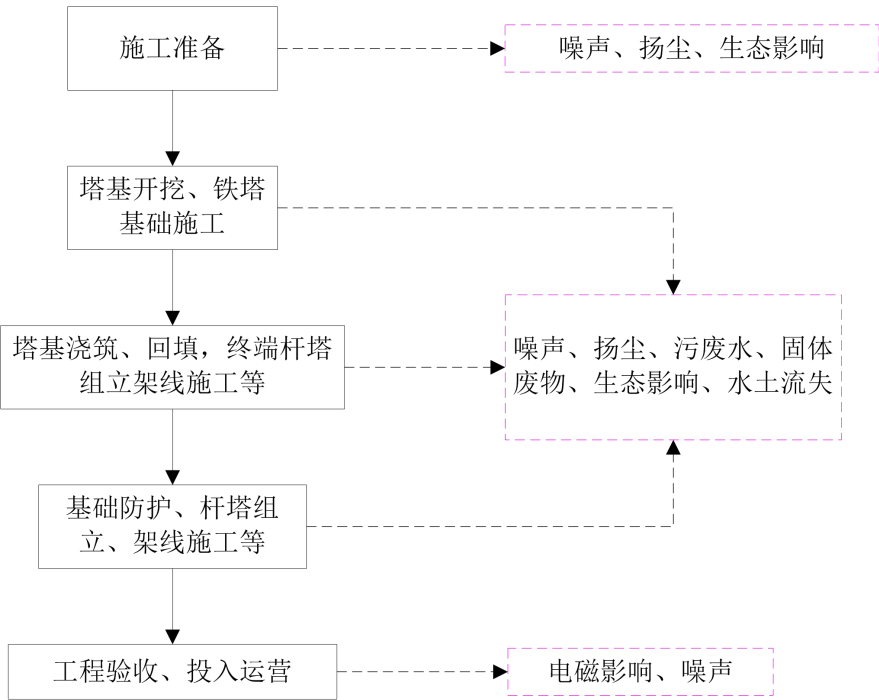 施工准备
噪声、扬尘、生态影响
塔基开挖、铁塔
基础施工
塔基浇筑、回填，终端杆塔
组立架线施工等
噪声、扬尘、污废水、固体
废物、生态影响、水土流失
基础防护、杆塔组
立、架线施工等
工程验收、投入运营
电磁影响、噪声